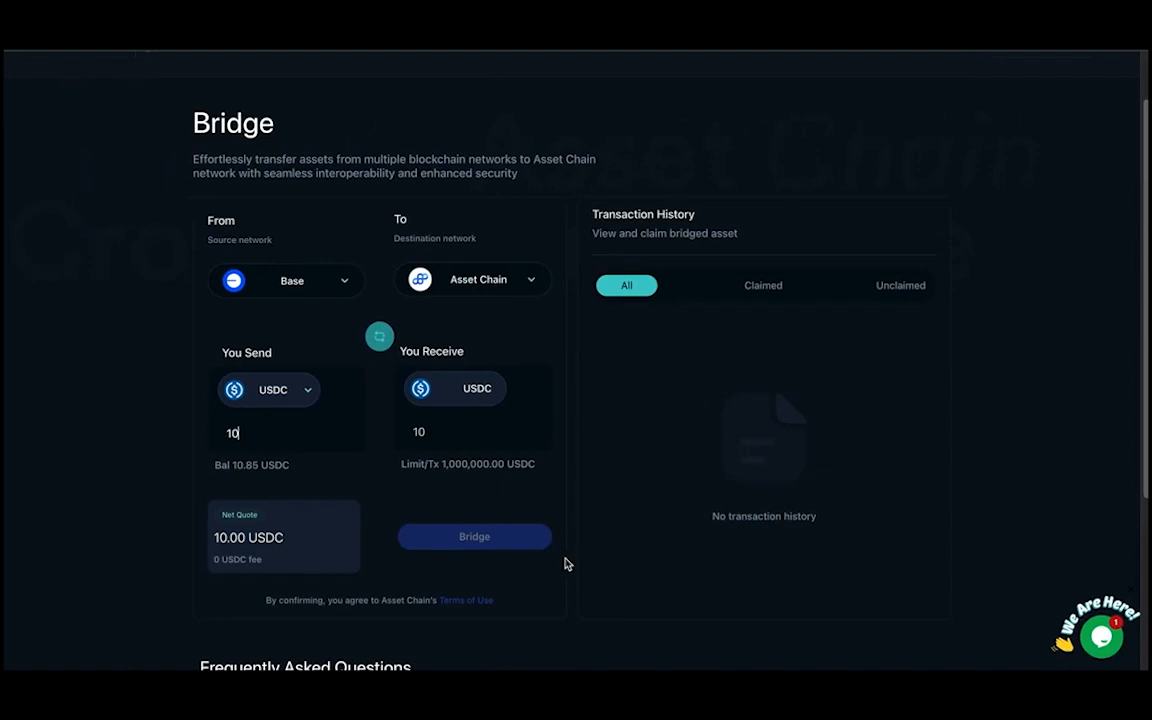 Bridge
Effortlessly transfer assets from multiple blockchain networks to Asset Chain
network with seamless interoperability and enhanced security
From
Source network
To
Destination network
Base
Asset Chain
You Send
You Receive
USDC
USDC
10
10
Bal 10.85 USDC
Limit/Tx 1,000,000.00 USDC
Net Quote
10.00 USDC
0 USDC fee
Bridge
By confirming, you agree to Asset Chain's Terms of Use
Transaction History
View and claim bridged asset
All
Claimed
Unclaimed
No transaction history
We Are Here!
1
Frequently Asked Questions
Asset Chain